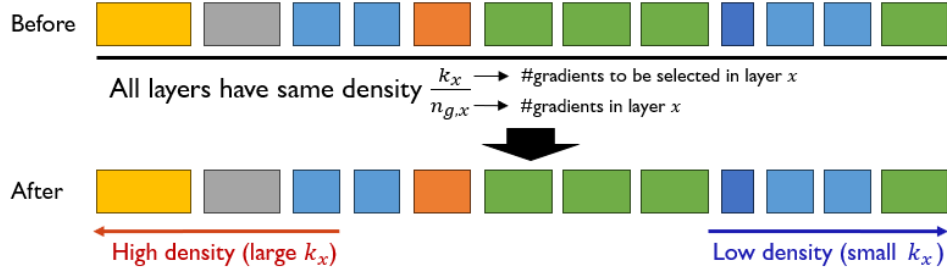 Before
All layers have same density k_x / n_{g,x}
#gradients to be selected in layer x
#gradients in layer x
After
High density (large k_x)
Low density (small k_x)